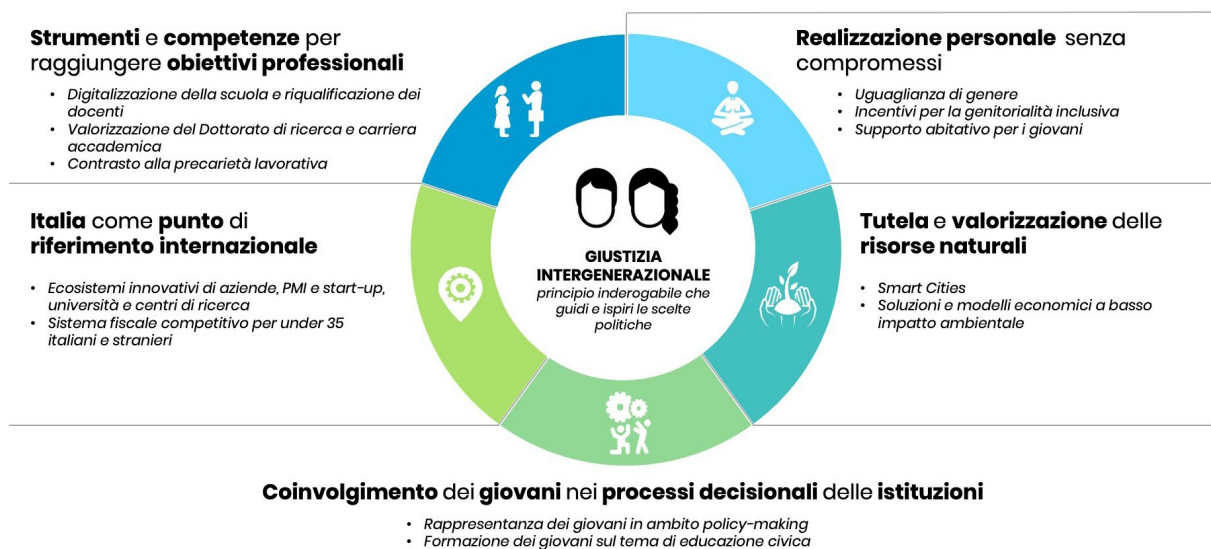 Strumenti e competenze per
raggiungere obiettivi professionali
• Digitalizzazione della scuola e riqualificazione dei
docenti
• Valorizzazione del Dottorato di ricerca e carriera
accademica
• Contrasto alla precarietà lavorativa
Realizzazione personale senza
compromessi
• Uguaglianza di genere
• Incentivi per la genitorialità inclusiva
• Supporto abitativo per i giovani
Italia come punto di
riferimento internazionale
• Ecosistemi innovativi di aziende, PMI e start-up,
università e centri di ricerca
• Sistema fiscale competitivo per under 35
italiani e stranieri
GIUSTIZIA
INTERGENERAZIONALE
principio inderogabile che
guidi e ispiri le scelte
politiche
Tutela e valorizzazione delle
risorse naturali
• Smart Cities
• Soluzioni e modelli economici a basso
impatto ambientale
Coinvolgimento dei giovani nei processi decisionali delle istituzioni
• Rappresentanza dei giovani in ambito policy-making
• Formazione dei giovani sul tema di educazione civica